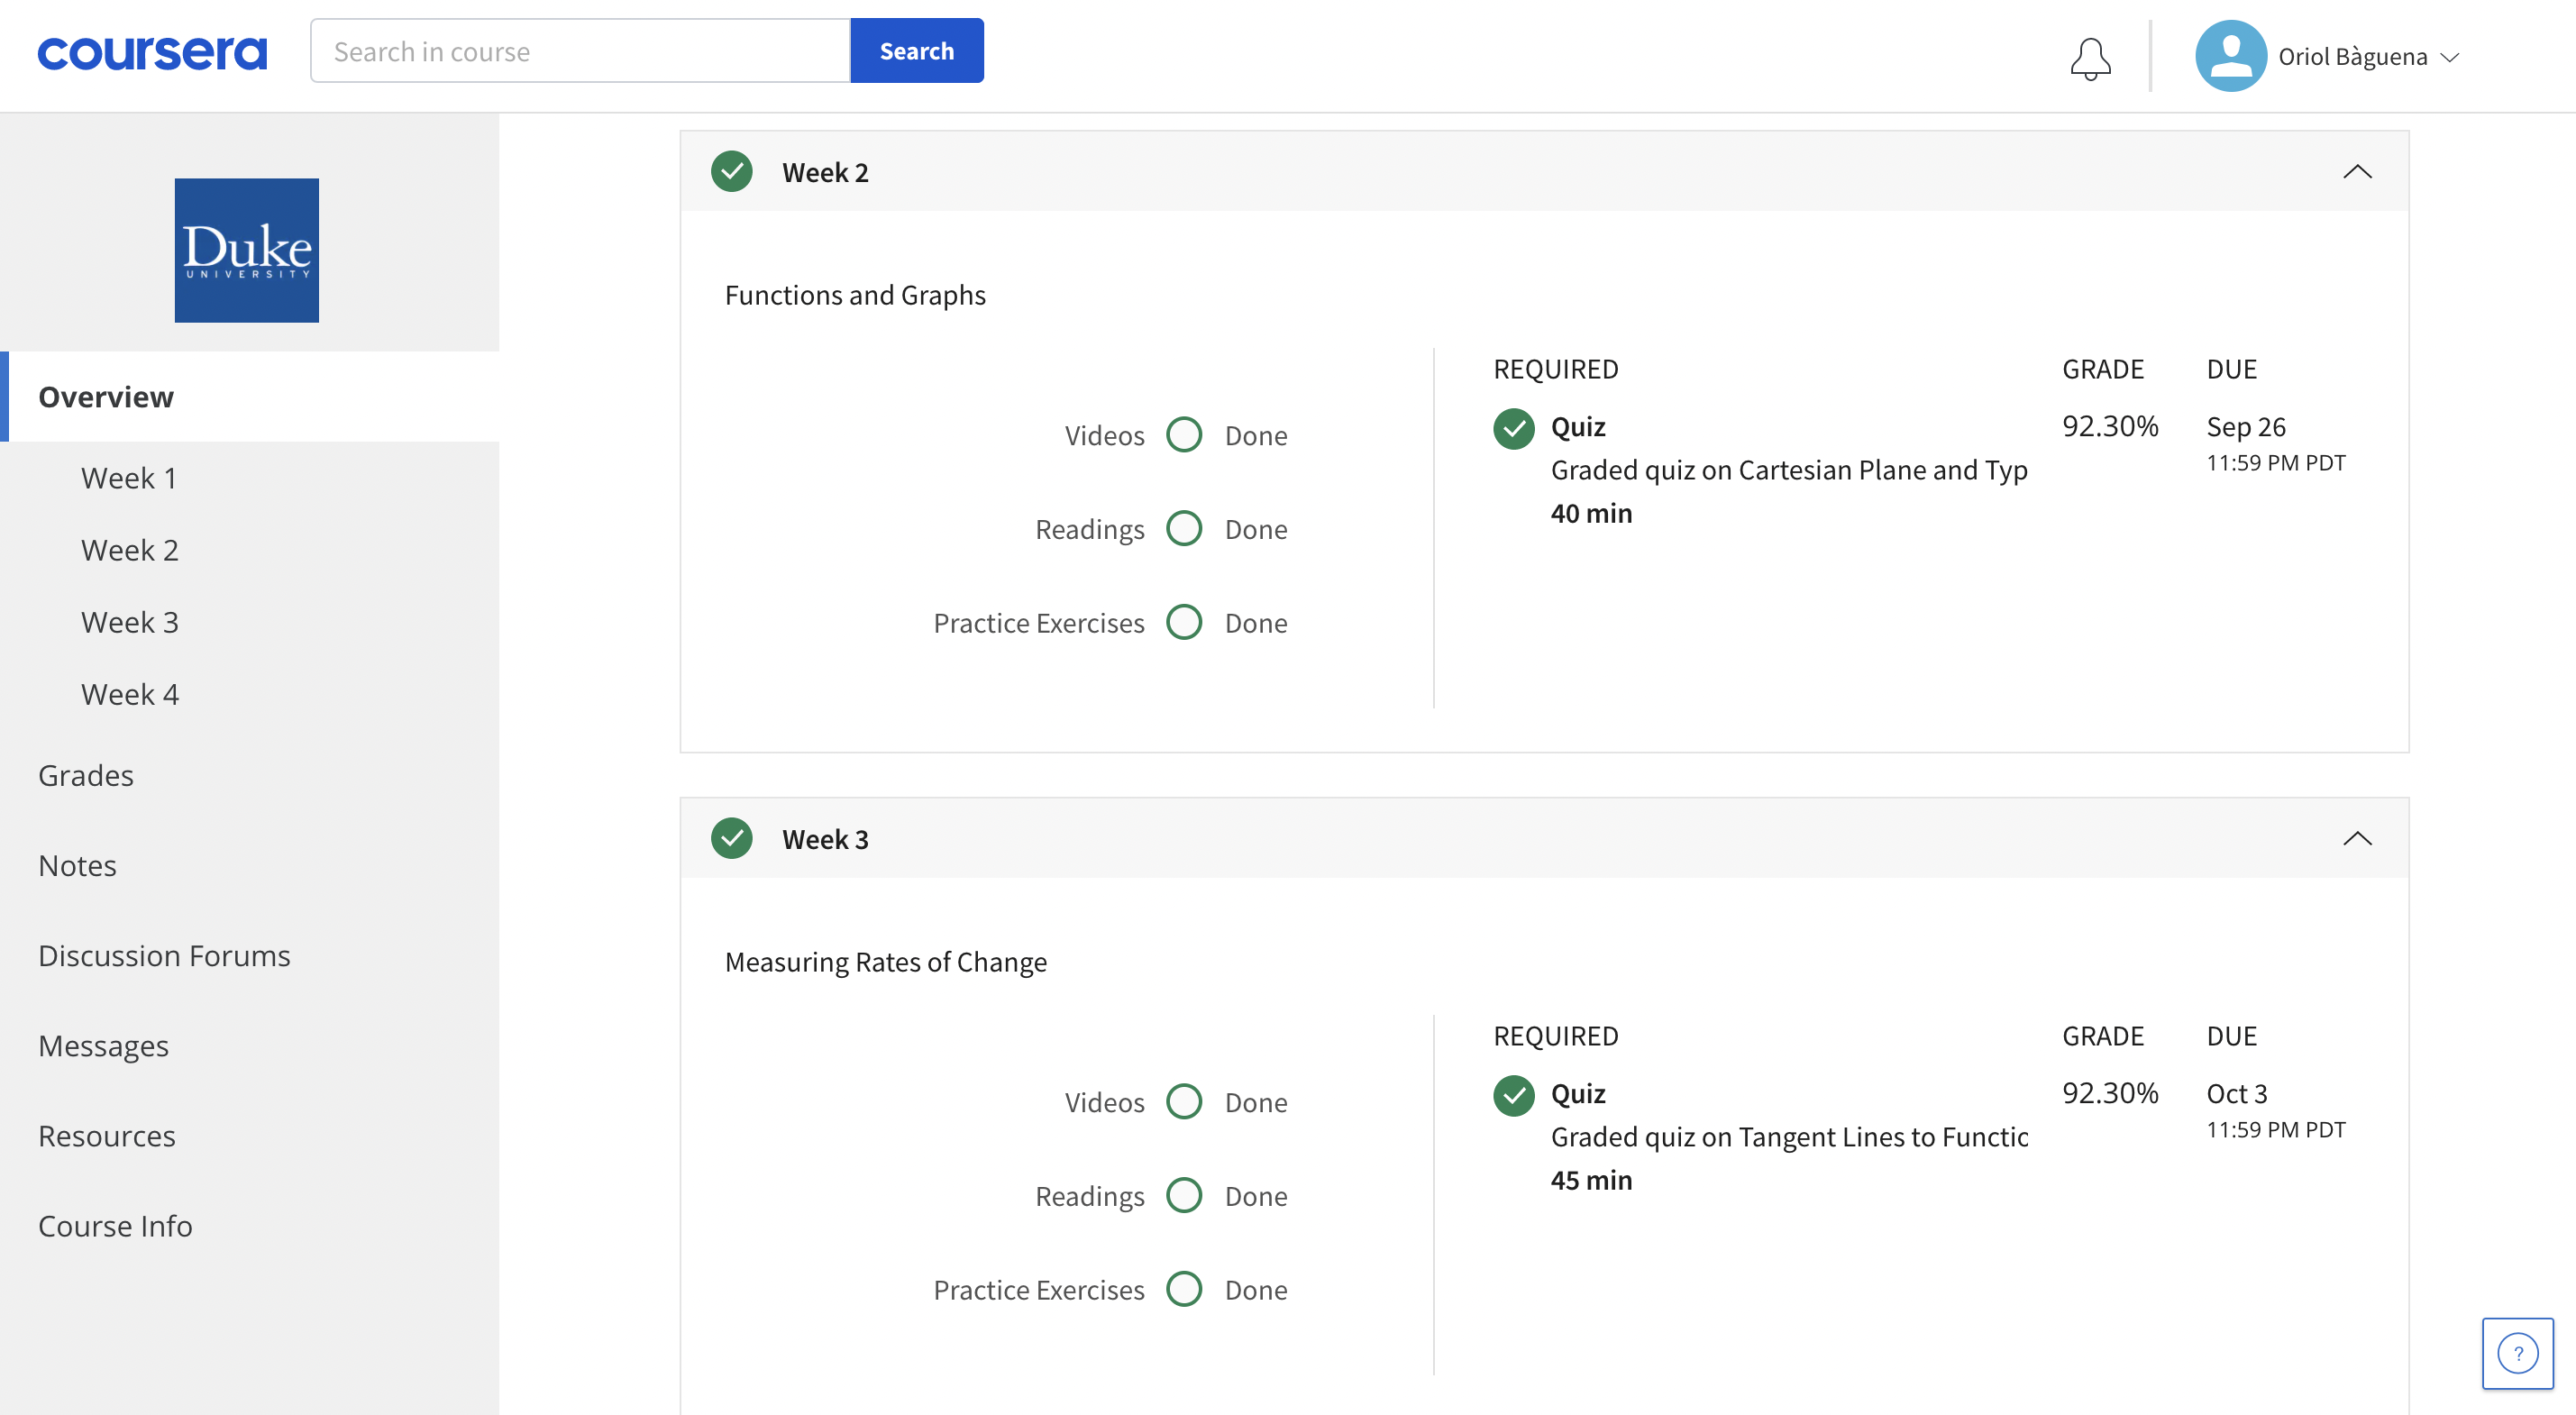 coursera
Search in course
Search
Oriol Bàguena
Duke
UNIVERSITY
Overview
Week 1
Week 2
Week 3
Week 4
Grades
Notes
Discussion Forums
Messages
Resources
Course Info
Week 2
Functions and Graphs
Videos Done
Readings Done
Practice Exercises Done
REQUIRED GRADE DUE
Quiz 92.30% Sep 26
Graded quiz on Cartesian Plane and Typ 11:59 PM PDT
40 min
Week 3
Measuring Rates of Change
Videos Done
Readings Done
Practice Exercises Done
REQUIRED GRADE DUE
Quiz 92.30% Oct 3
Graded quiz on Tangent Lines to Functic 11:59 PM PDT
45 min
?